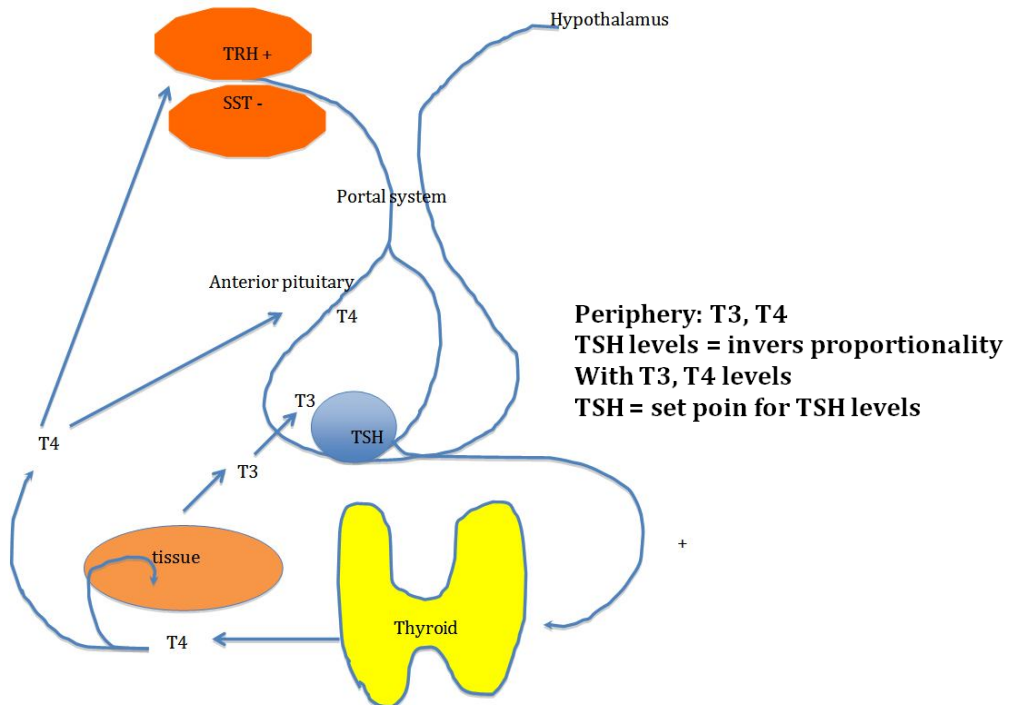 Hypothalamus
TRH +
SST -
Portal system
Anterior pituitary
T4
Periphery: T3, T4
TSH levels = invers proportionality
With T3, T4 levels
TSH = set poin for TSH levels
T3
TSH
T4
T3
+
tissue
Thyroid
T4